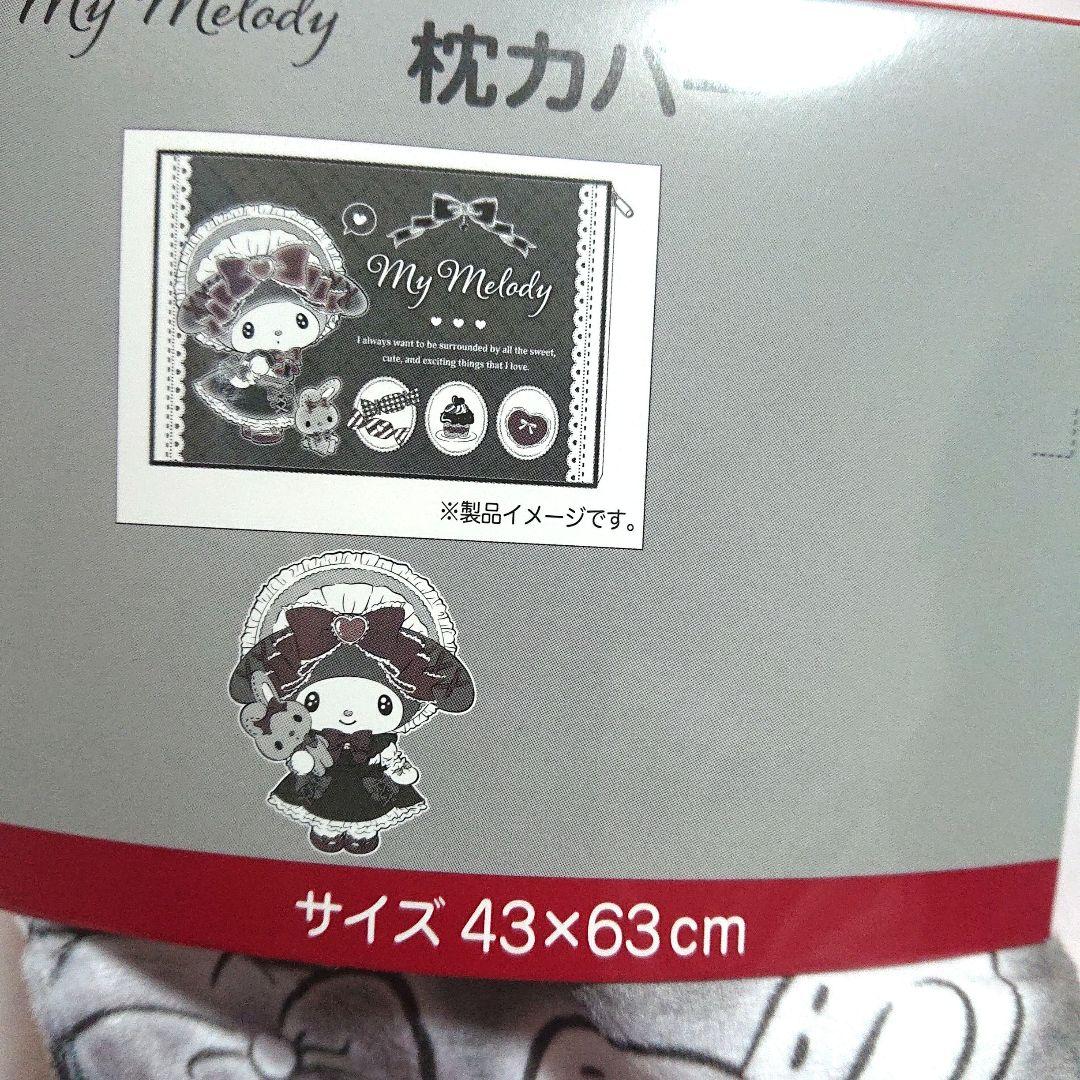 My Melody
枕カバー
My Melody
I always want to be surrounded by all the sweet,
cute, and exciting things that I love.
※製品イメージです。
サイズ 43×63cm